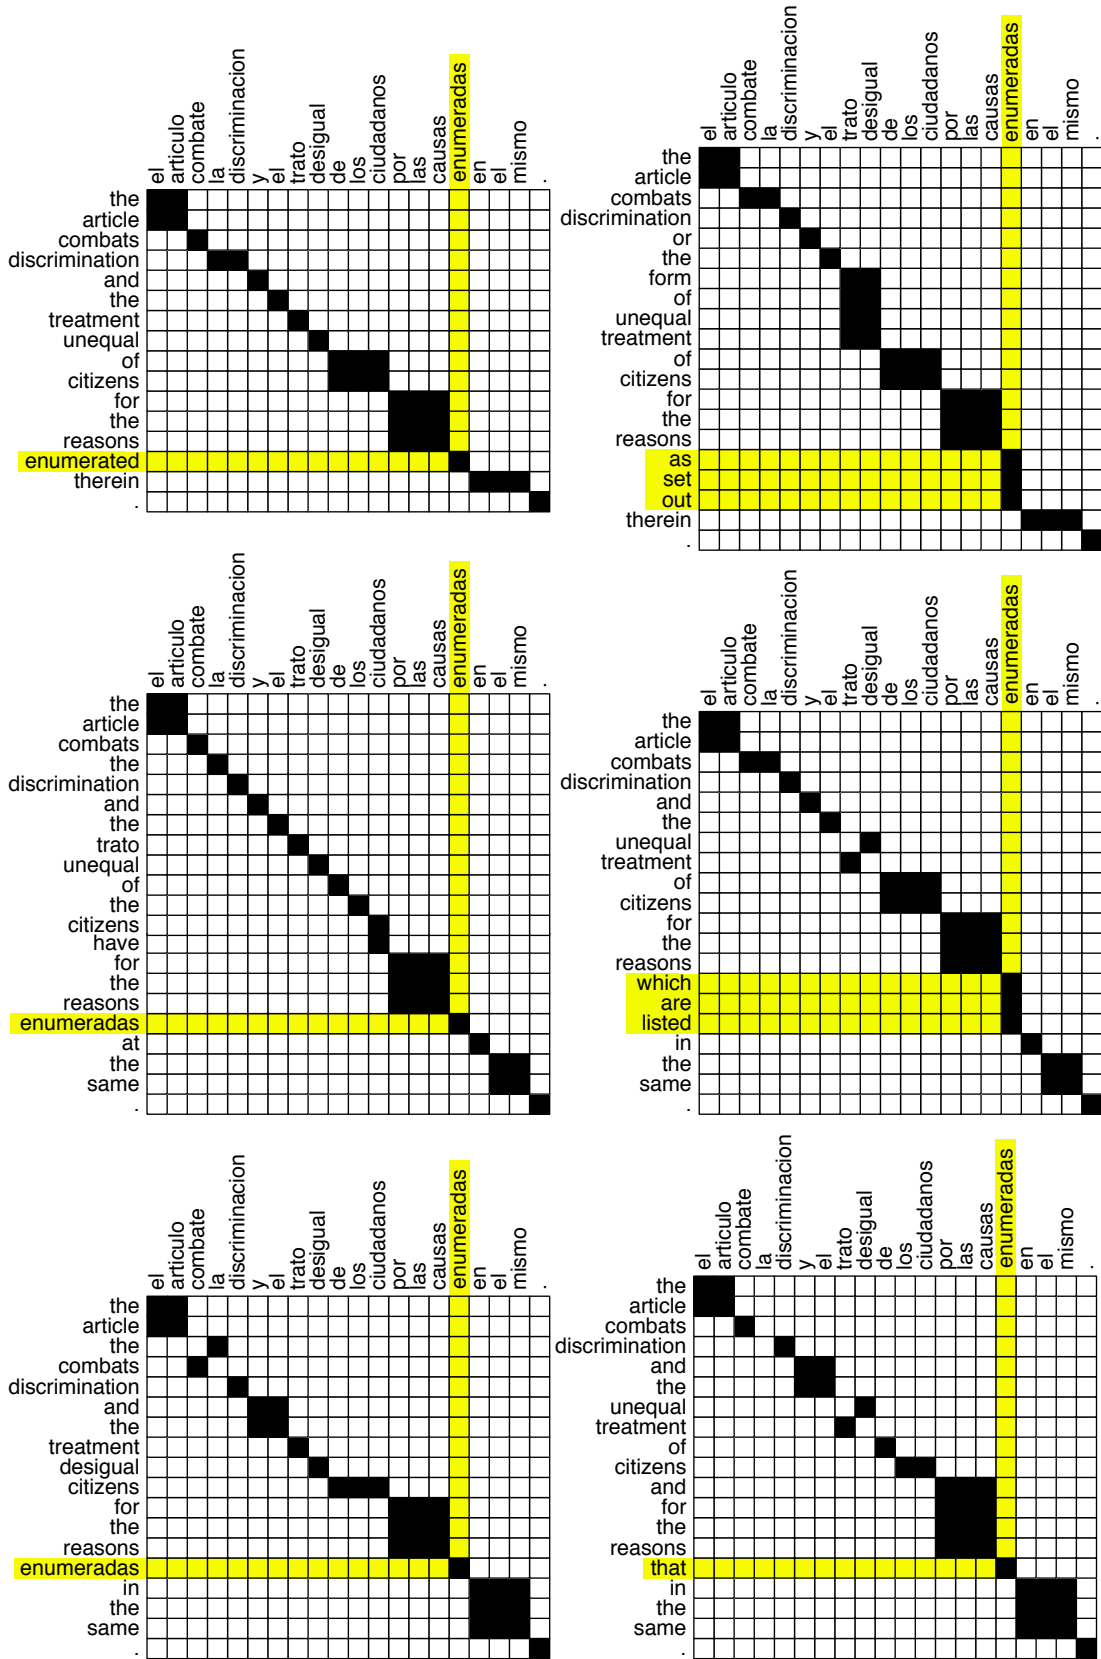 el articulo combate la discriminacion y el trato desigual de los ciudadanos por las causas enumeradas en el mismo .
the
article
combats
discrimination
and
the
treatment
unequal
of
citizens
for
the
reasons
enumerated
therein
.
el articulo combate la discriminacion y el trato desigual de los ciudadanos por las causas enumeradas en el mismo .
the
article
combats
discrimination
or
the
form
of
unequal
treatment
of
citizens
for
the
reasons
as
set
out
therein
.
el articulo combate la discriminacion y el trato desigual de los ciudadanos por las causas enumeradas en el mismo .
the
article
combats
the
discrimination
and
the
trato
unequal
of
the
citizens
have
for
the
reasons
enumeradas
at
the
same
.
el articulo combate la discriminacion y el trato desigual de los ciudadanos por las causas enumeradas en el mismo .
the
article
combats
discrimination
and
the
unequal
treatment
of
citizens
for
the
reasons
which
are
listed
in
the
same
.
el articulo combate la discriminacion y el trato desigual de los ciudadanos por las causas enumeradas en el mismo .
the
article
the
combats
discrimination
and
the
treatment
desigual
citizens
for
the
reasons
enumeradas
in
the
same
.
el articulo combate la discriminacion y el trato desigual de los ciudadanos por las causas enumeradas en el mismo .
the
article
combats
discrimination
and
the
unequal
treatment
of
citizens
and
for
the
reasons
that
in
the
same
.